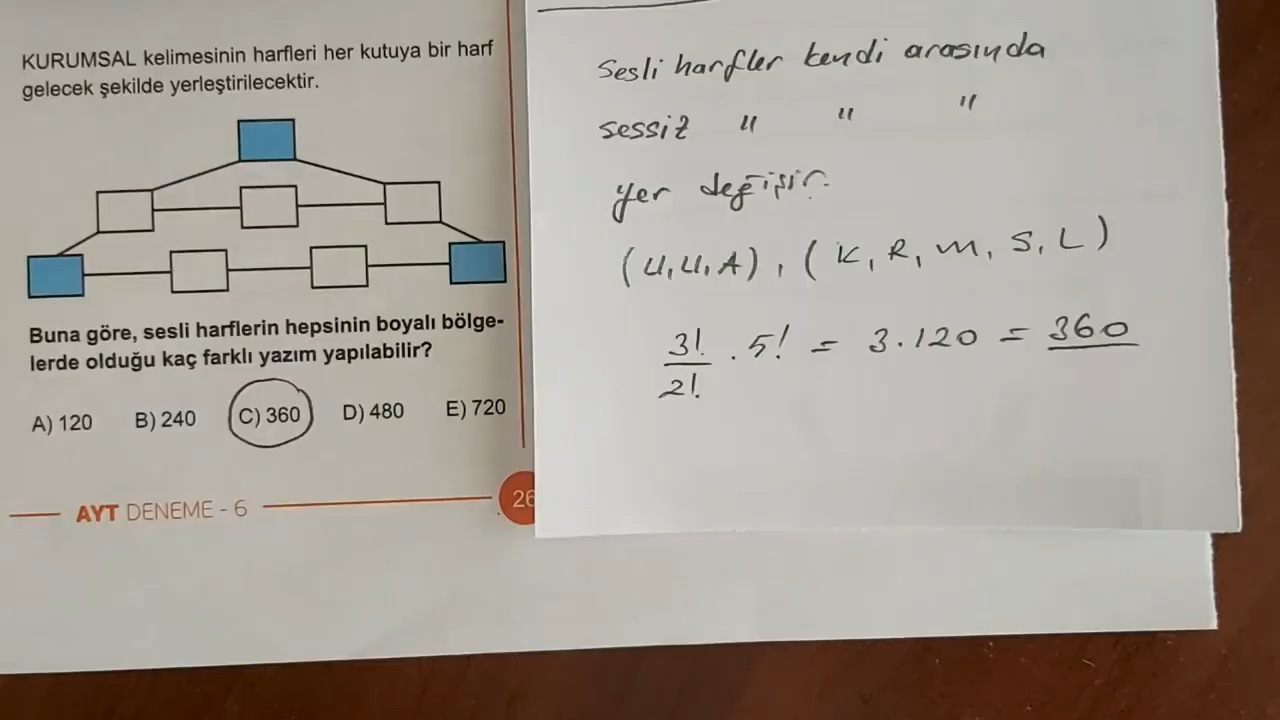 KURUMSAL kelimesinin harfleri her kutuya bir harf
gelecek şekilde yerleştirilecektir.
Buna göre, sesli harflerin hepsinin boyalı bölge-
lerde olduğu kaç farklı yazım yapılabilir?
A) 120 B) 240 C) 360 D) 480 E) 720
AYT DENEME - 6
26
Sesli harfler kendi arasında
sessiz " " "
yer değişir.
(U, U, A), (K, R, M, S, L)
3!/2! . 5! = 3.120 = 360